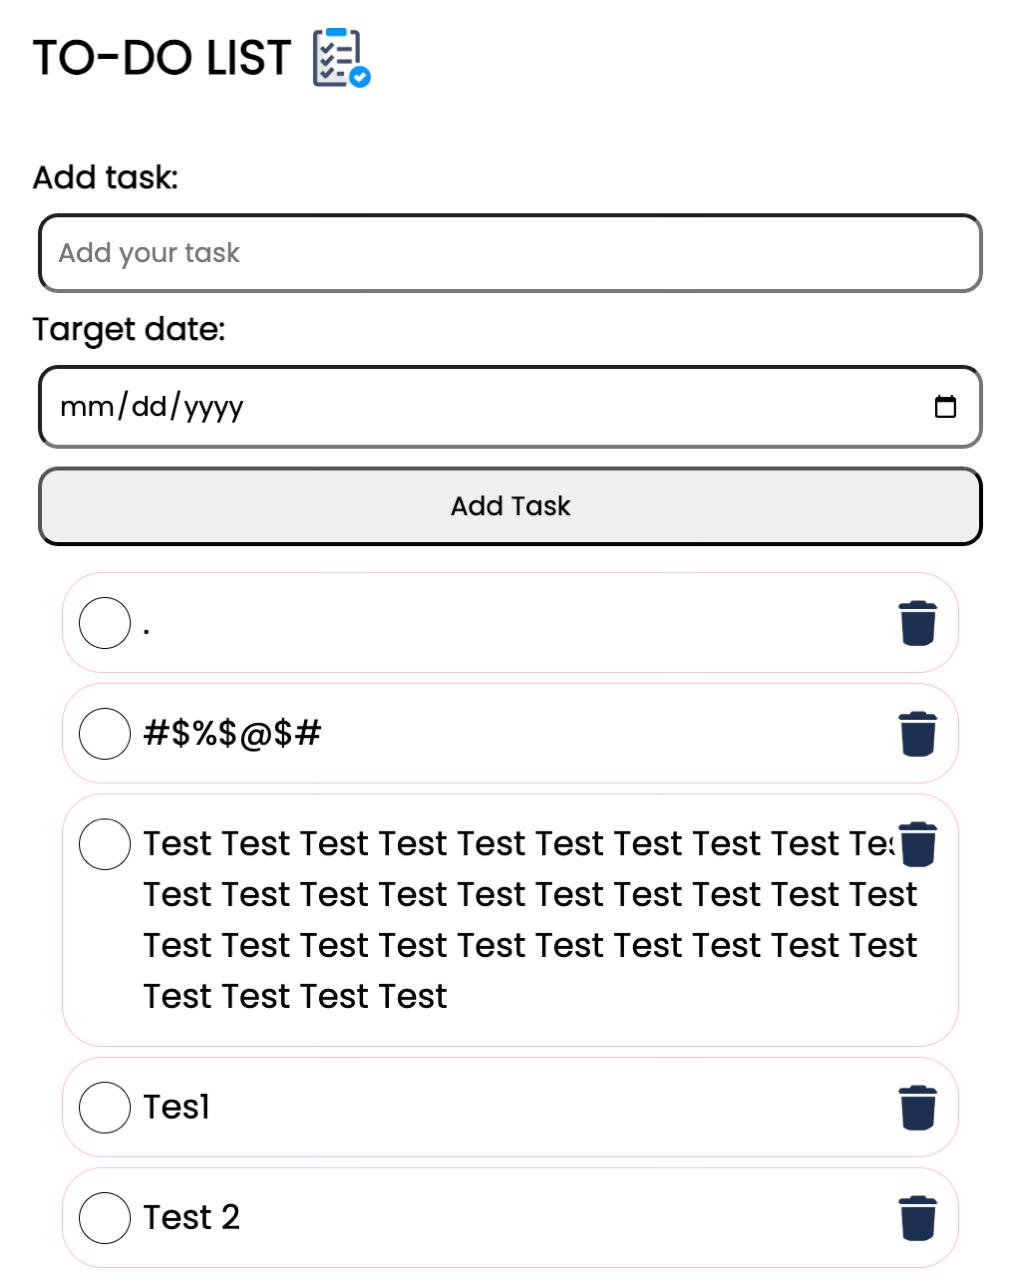 TO-DO LIST
Add task:
Add your task
Target date:
mm/dd/yyyy
Add Task
.
#$%$@$#
Test Test Test Test Test Test Test Test Test Tes
Test Test Test Test Test Test Test Test Test Test
Test Test Test Test Test Test Test Test Test Test
Test Test Test Test
Tes1
Test 2